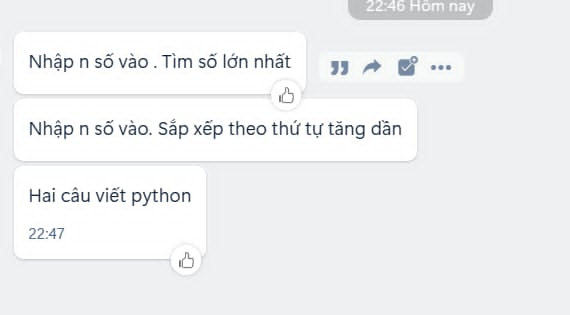 22:46 Hôm nay
Nhập n số vào . Tìm số lớn nhất
Nhập n số vào. Sắp xếp theo thứ tự tăng dần
Hai câu viết python
22:47